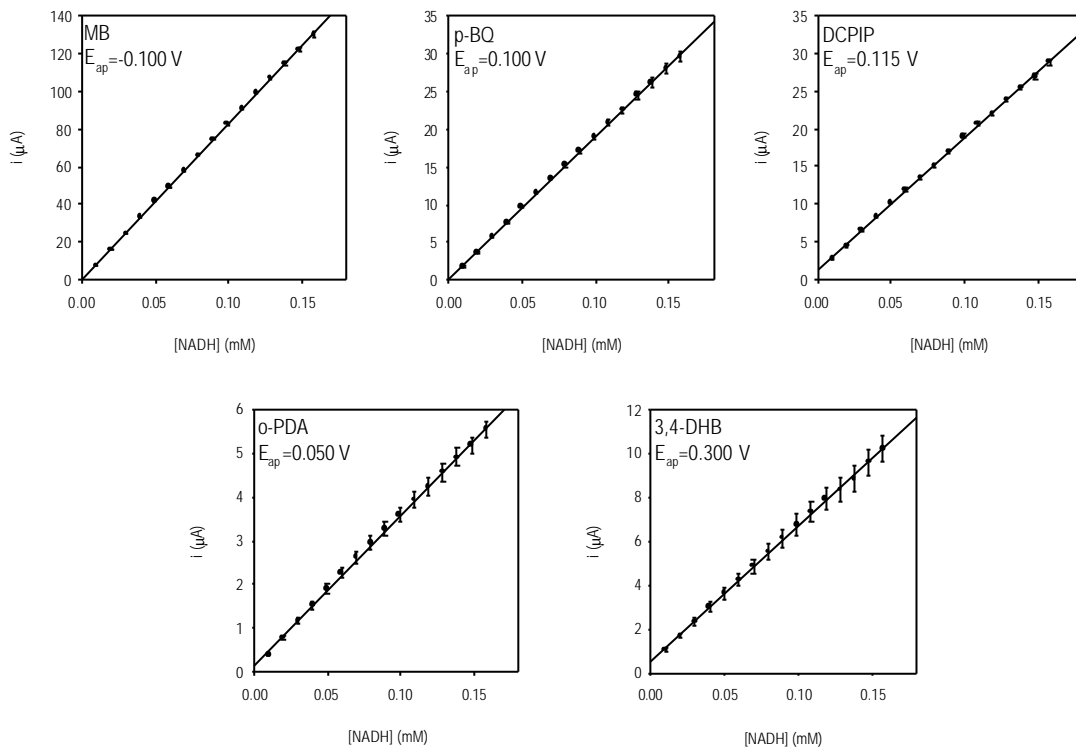 MB
E_ap=-0.100 V
140
120
100
80
60
40
20
0
i (μA)
0.00 0.05 0.10 0.15
[NADH] (mM)
p-BQ
E_ap=0.100 V
35
30
25
20
15
10
5
0
i (μA)
0.00 0.05 0.10 0.15
[NADH] (mM)
DCPIP
E_ap=0.115 V
35
30
25
20
15
10
5
0
i (μA)
0.00 0.05 0.10 0.15
[NADH] (mM)
o-PDA
E_ap=0.050 V
6
5
4
3
2
1
0
i (μA)
0.00 0.05 0.10 0.15
[NADH] (mM)
3,4-DHB
E_ap=0.300 V
12
10
8
6
4
2
0
i (μA)
0.00 0.05 0.10 0.15
[NADH] (mM)